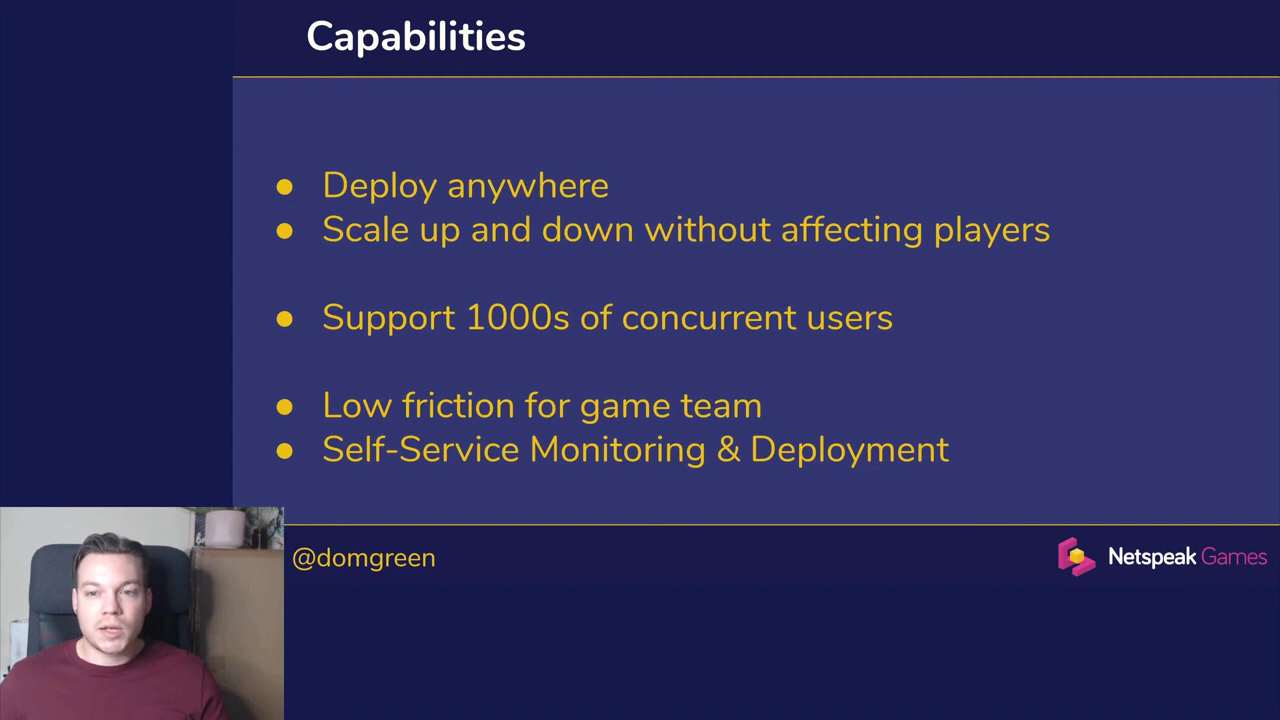 Capabilities
● Deploy anywhere
● Scale up and down without affecting players
● Support 1000s of concurrent users
● Low friction for game team
● Self-Service Monitoring & Deployment
@domgreen
Netspeak Games